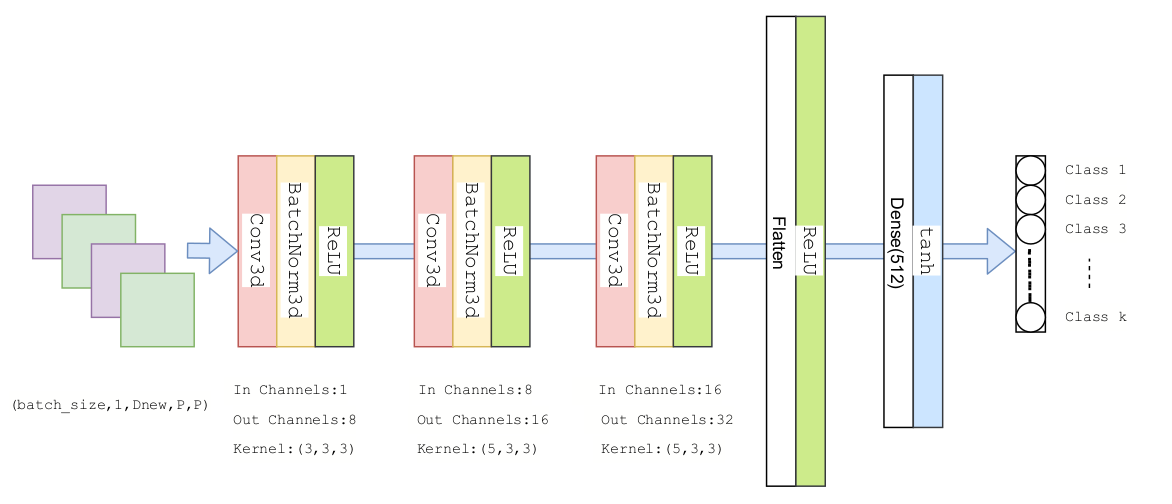 (batch_size,1,Dnew,P,P)
Conv3d
BatchNorm3d
ReLU
In Channels:1
Out Channels:8
Kernel:(3,3,3)
Conv3d
BatchNorm3d
ReLU
In Channels:8
Out Channels:16
Kernel:(5,3,3)
Conv3d
BatchNorm3d
ReLU
In Channels:16
Out Channels:32
Kernel:(5,3,3)
Flatten
ReLU
Dense(512)
tanh
Class 1
Class 2
Class 3
Class k